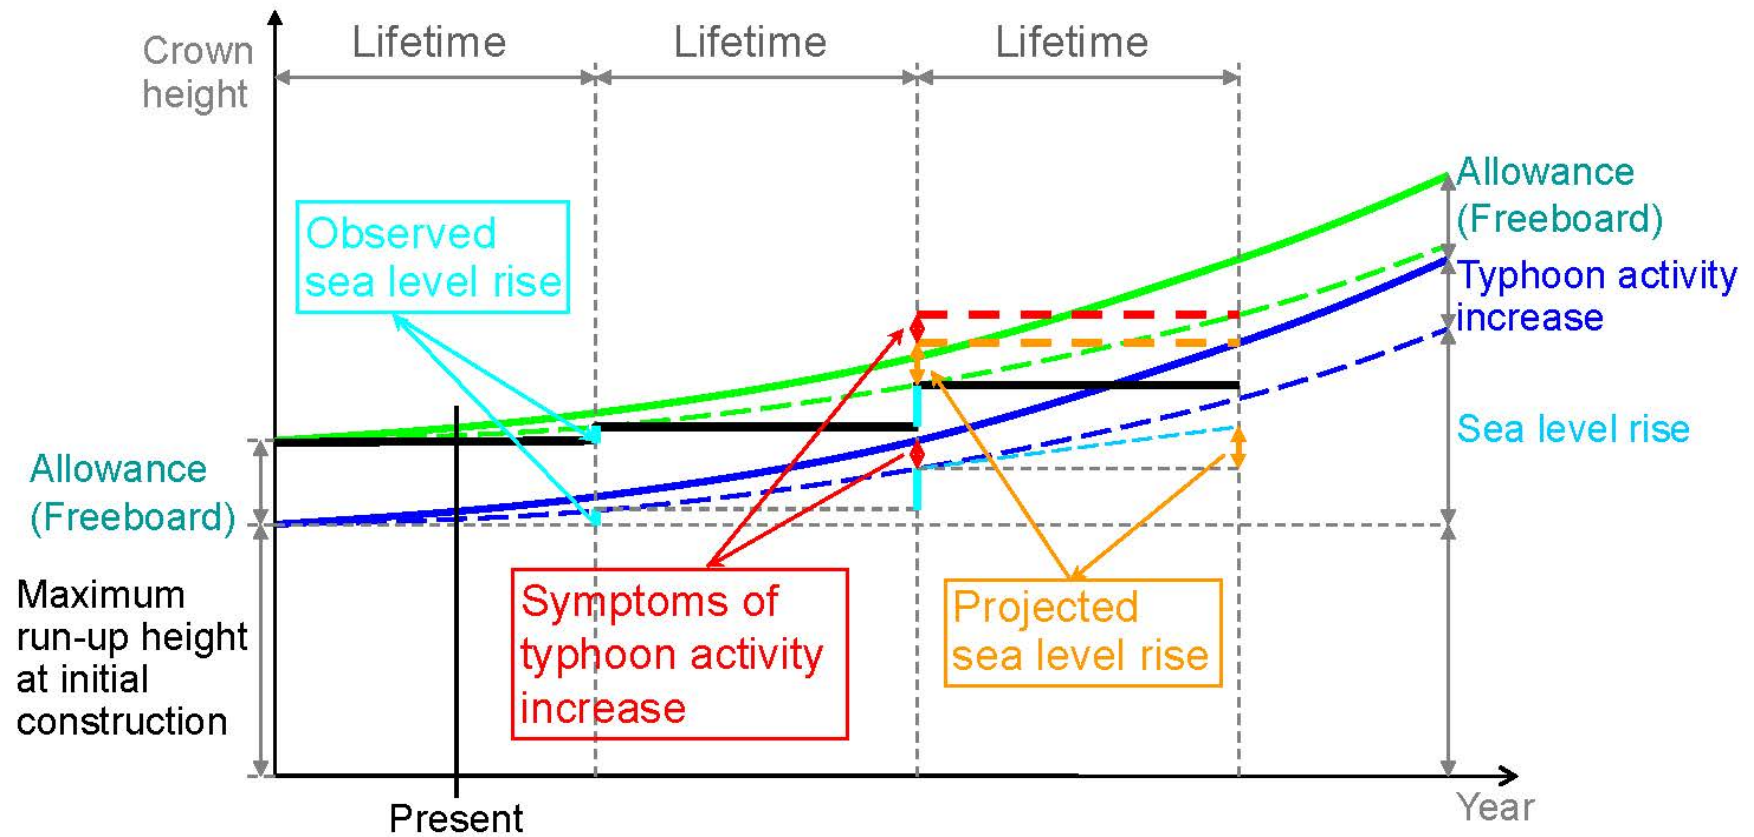 Crown
height
Lifetime
Lifetime
Lifetime
Allowance
(Freeboard)
Typhoon activity
increase
Observed
sea level rise
Sea level rise
Allowance
(Freeboard)
Maximum
run-up height
at initial
construction
Symptoms of
typhoon activity
increase
Projected
sea level rise
Present
Year